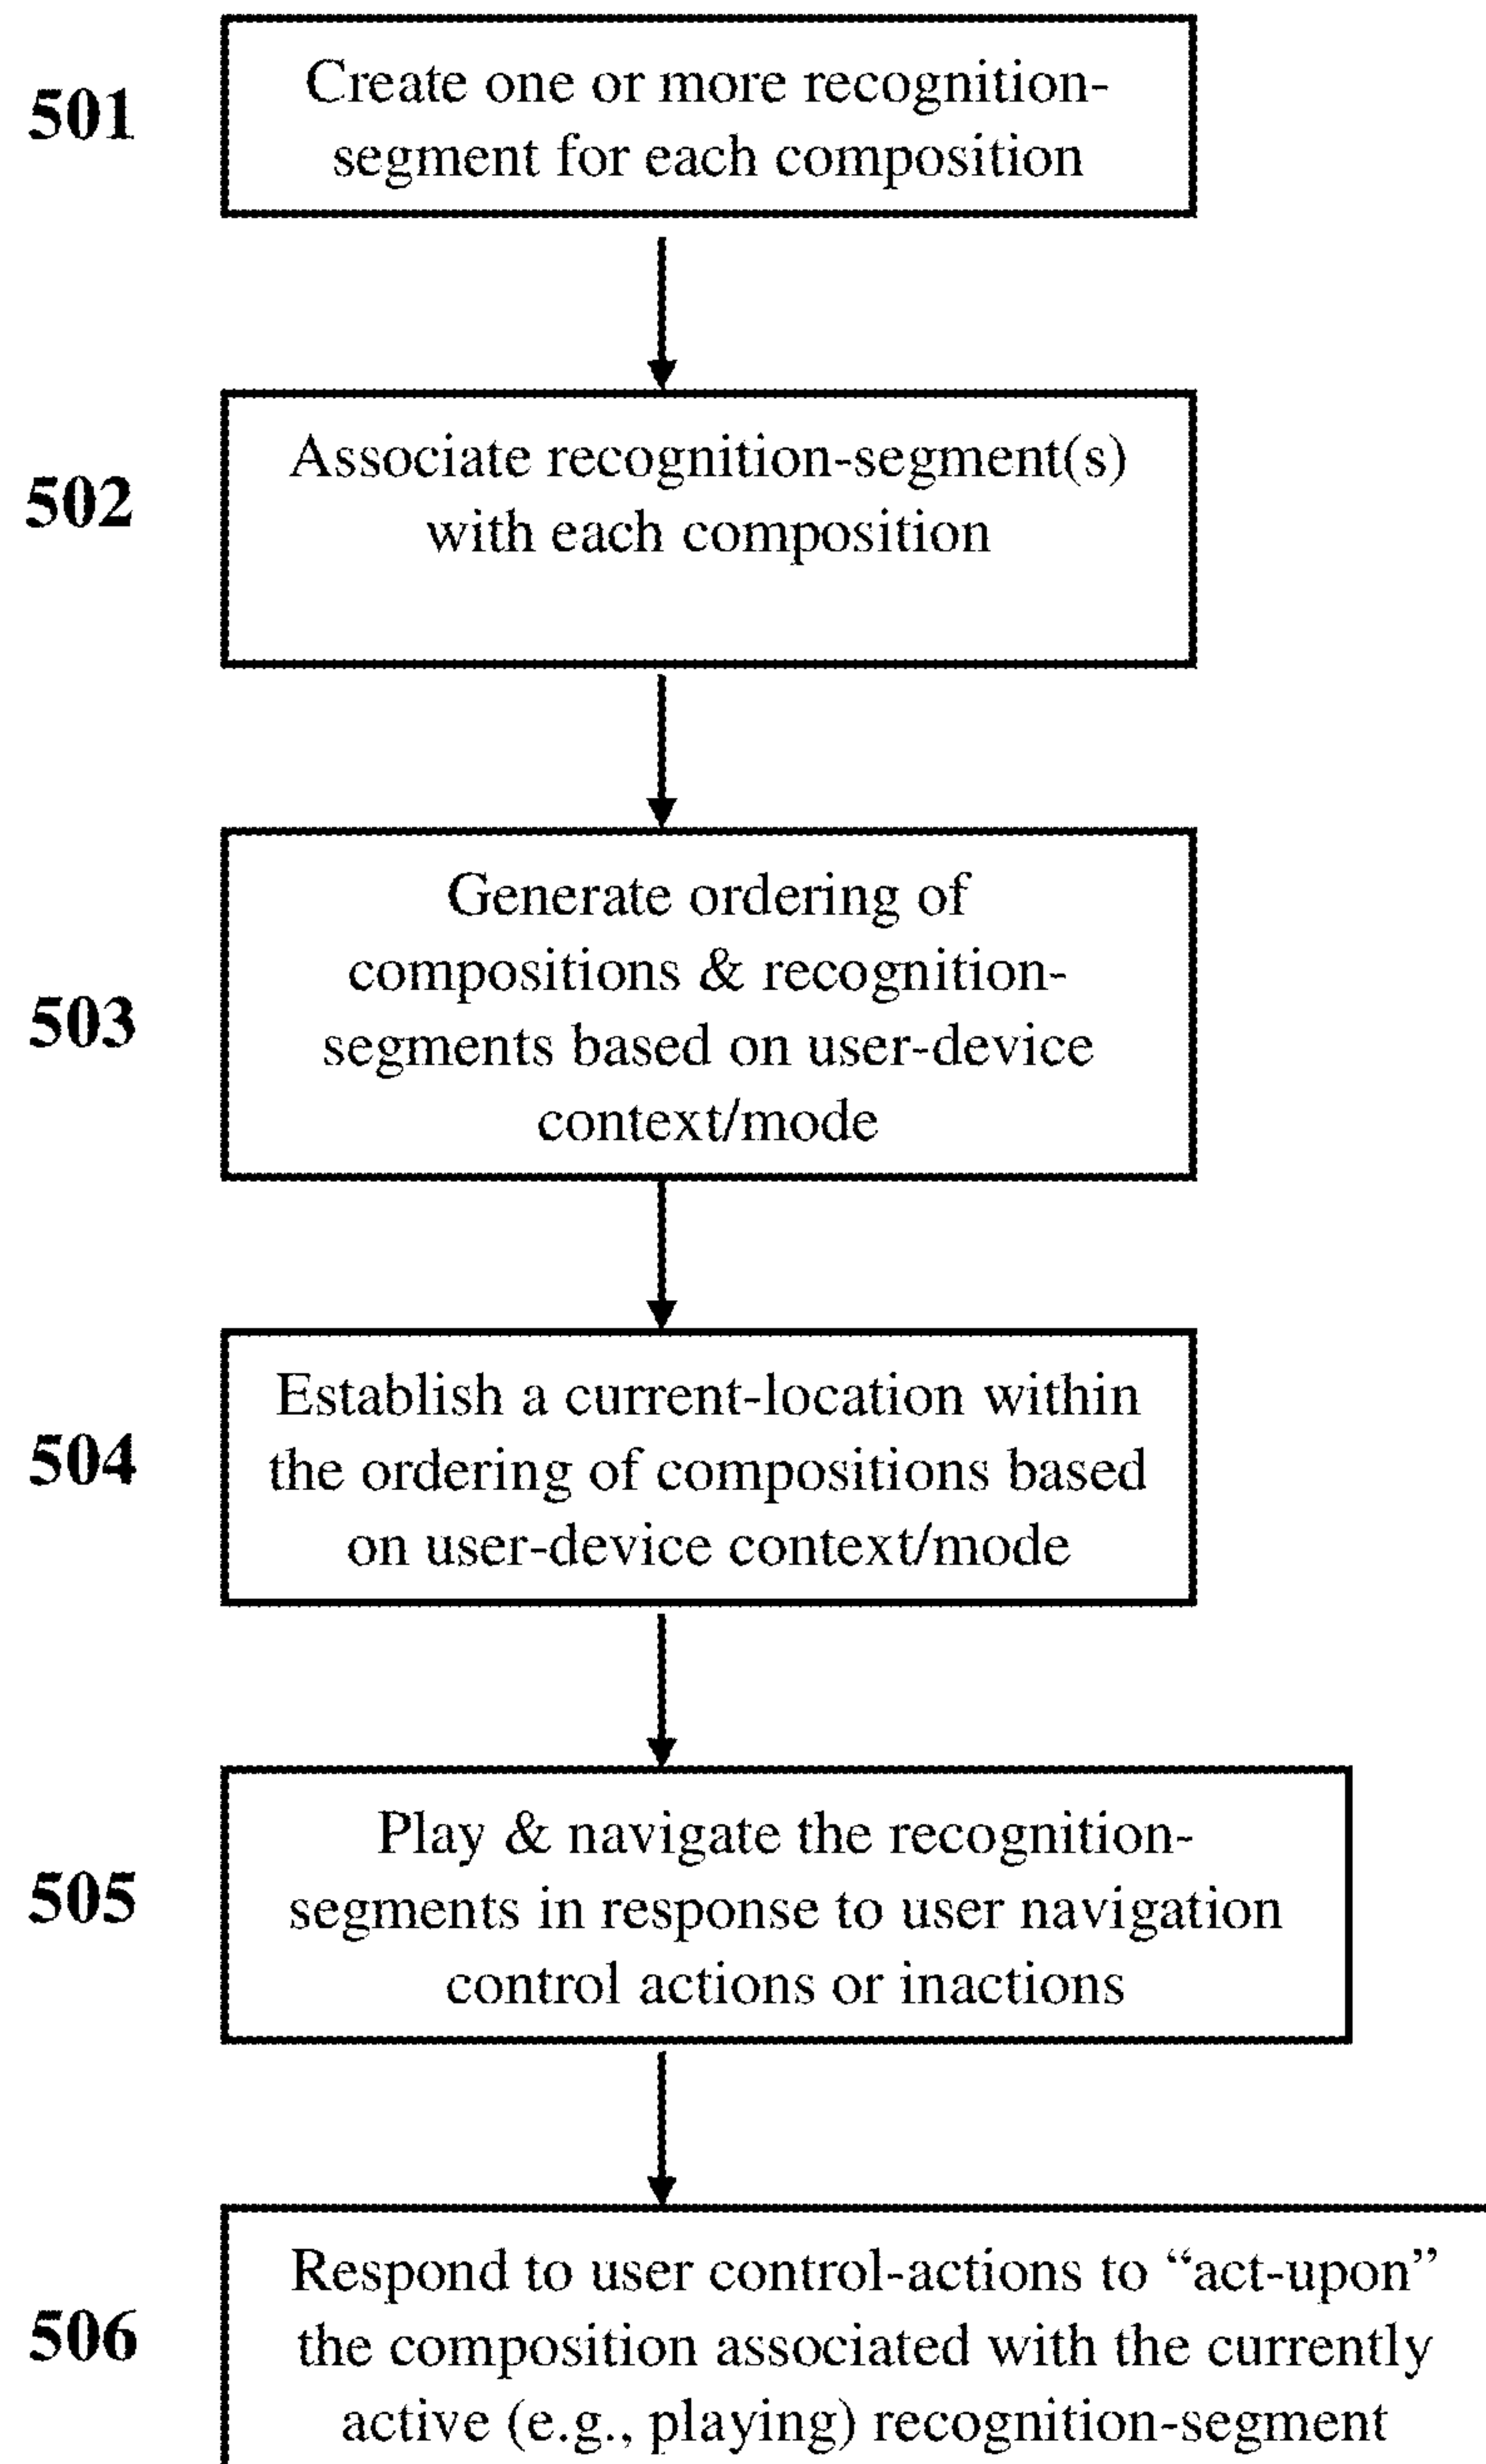 501
Create one or more recognition-
segment for each composition
502
Associate recognition-segment(s)
with each composition
503
Generate ordering of
compositions & recognition-
segments based on user-device
context/mode
504
Establish a current-location within
the ordering of compositions based
on user-device context/mode
505
Play & navigate the recognition-
segments in response to user navigation
control actions or inactions
506
Respond to user control-actions to “act-upon”
the composition associated with the currently
active (e.g., playing) recognition-segment